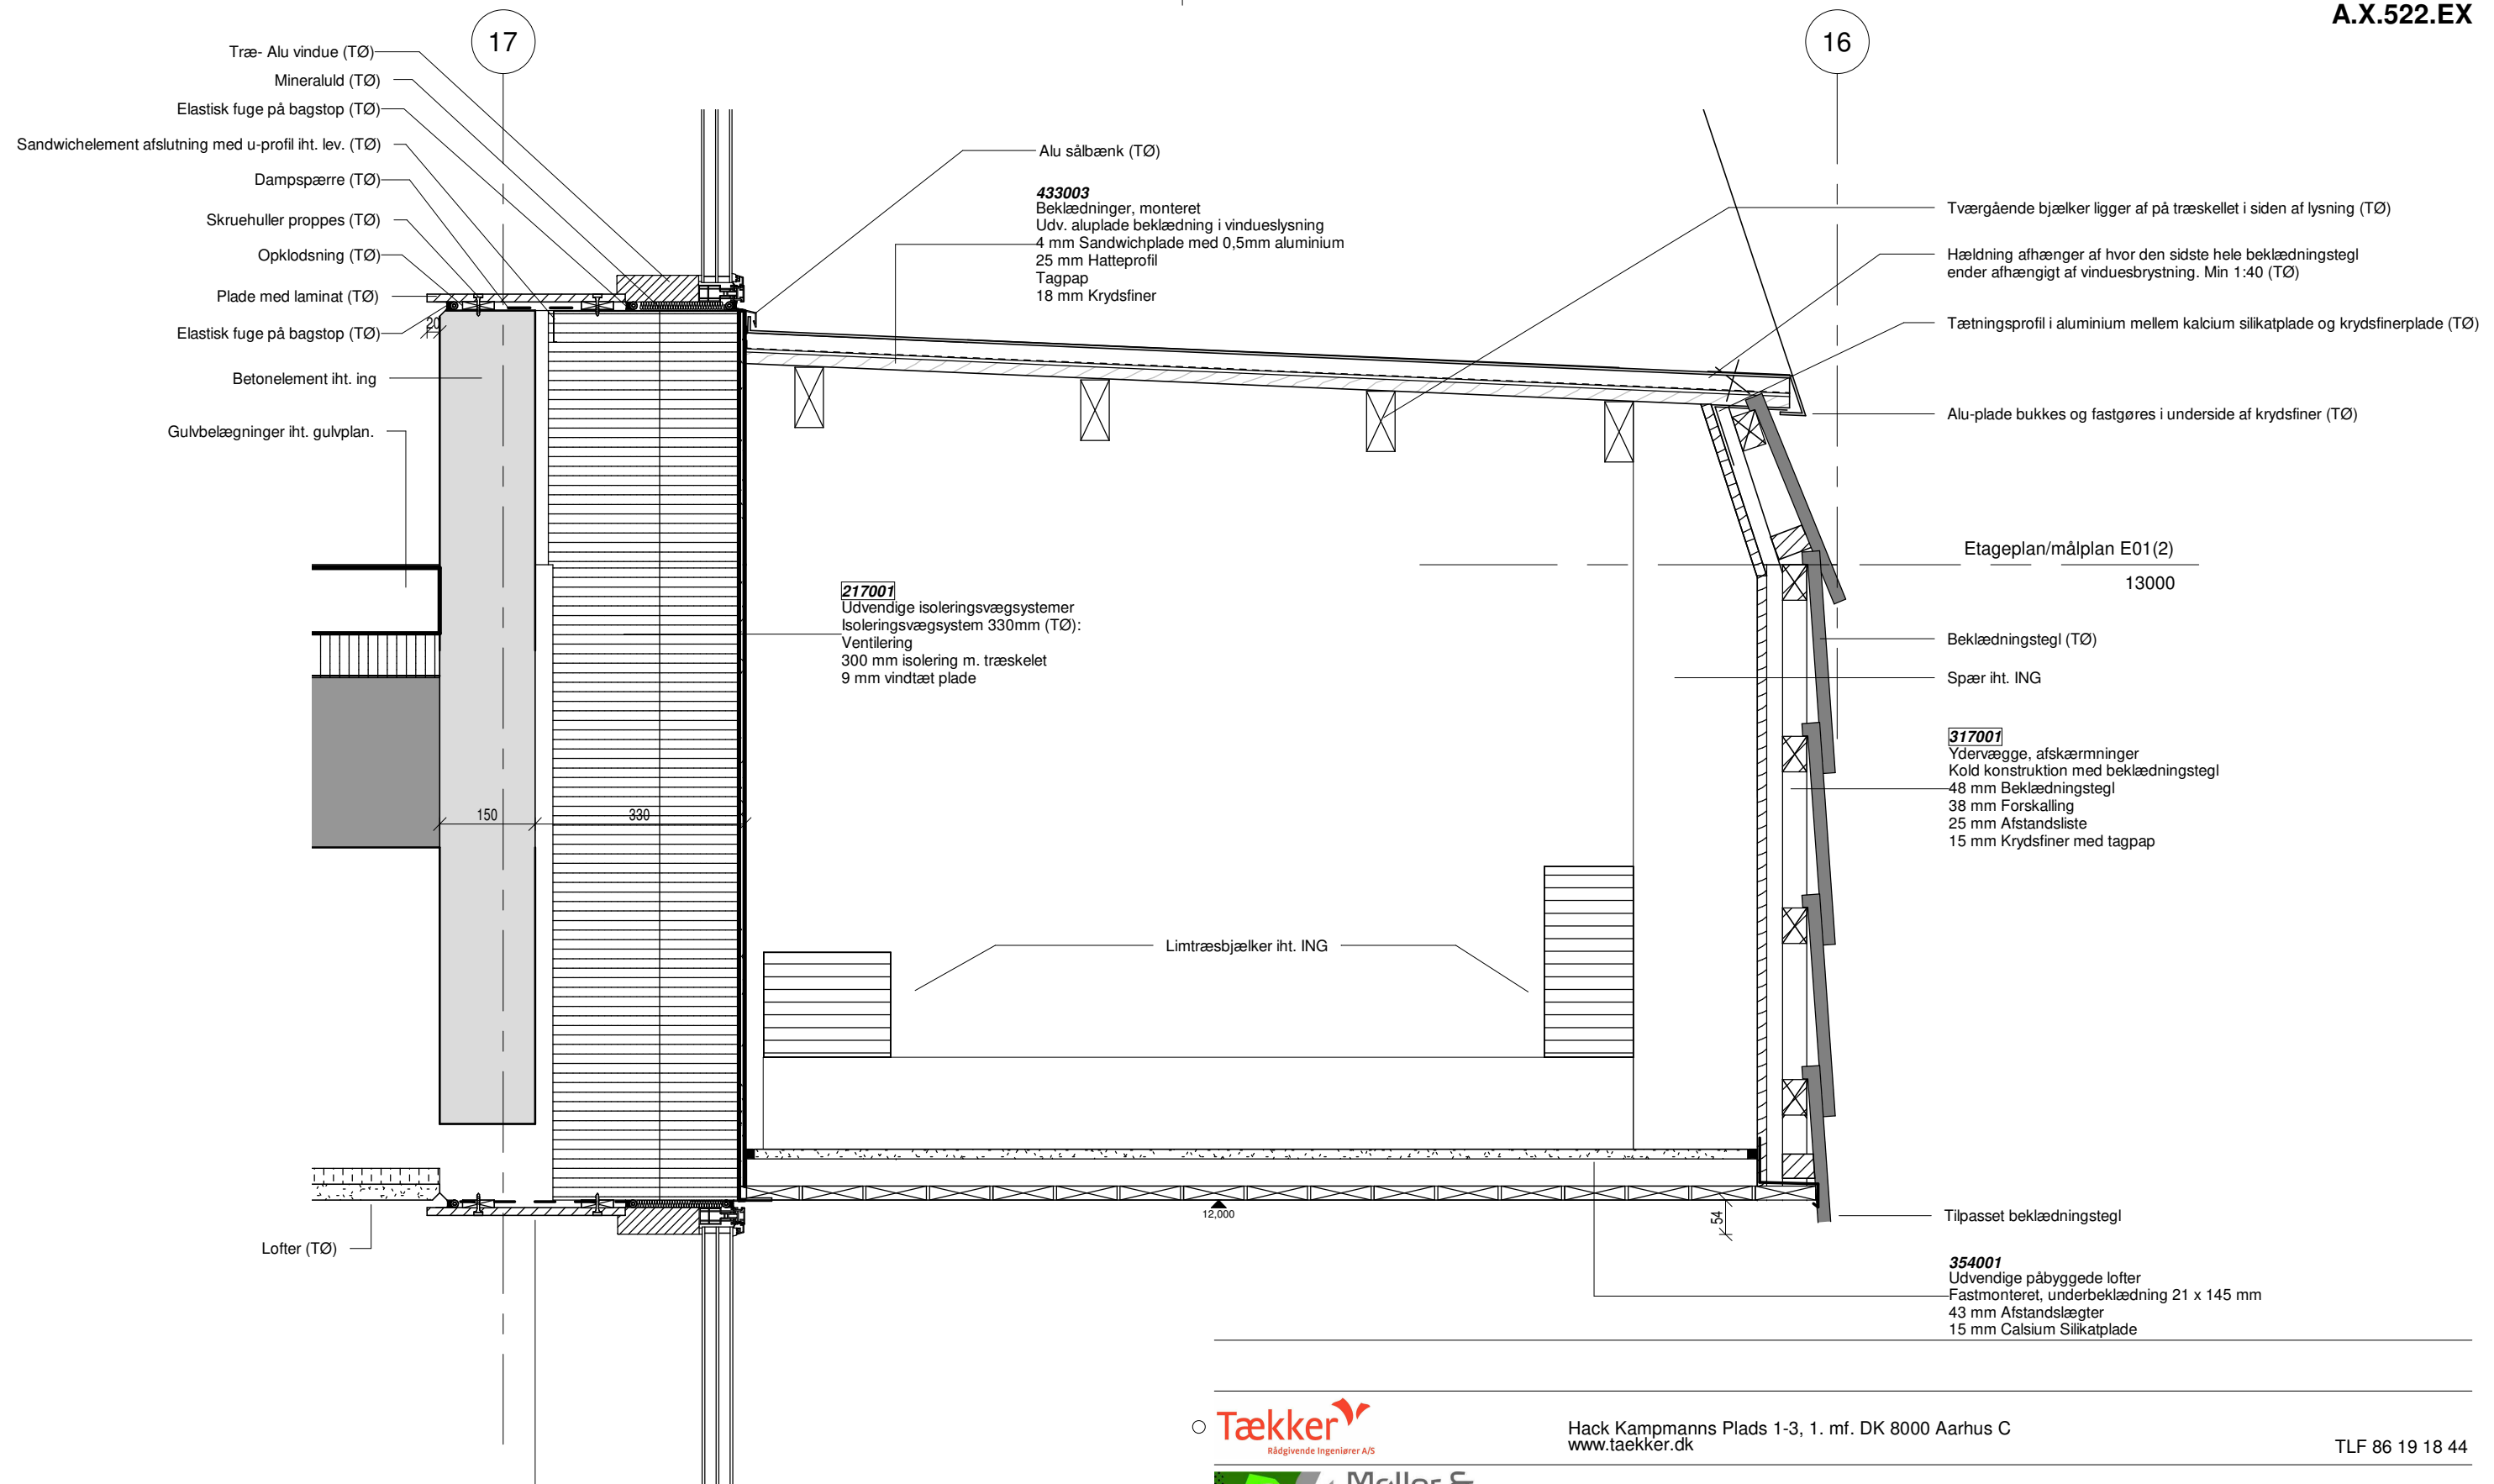 A.X.522.EX
17
16
Træ- Alu vindue (TØ)
Mineraluld (TØ)
Elastisk fuge på bagstop (TØ)
Sandwichelement afslutning med u-profil iht. lev. (TØ)
Dampspærre (TØ)
Skruehuller proppes (TØ)
Opklodsning (TØ)
Plade med laminat (TØ)
Elastisk fuge på bagstop (TØ)
20
Betonelement iht. ing
Gulvbelægninger iht. gulvplan.
Alu sålbænk (TØ)
433003
Beklædninger, monteret
Udv. aluplade beklædning i vindueslysning
4 mm Sandwichplade med 0,5mm aluminium
25 mm Hatteprofil
Tagpap
18 mm Krydsfiner
Tværgående bjælker ligger af på træskellet i siden af lysning (TØ)
Hældning afhænger af hvor den sidste hele beklædningstegl
ender afhængigt af vinduesbrystning. Min 1:40 (TØ)
Tætningsprofil i aluminium mellem kalcium silikatplade og krydsfinerplade (TØ)
Alu-plade bukkes og fastgøres i underside af krydsfiner (TØ)
Etageplan/målplan E01(2)
13000
217001
Udvendige isoleringsvægsystemer
Isoleringsvægsystem 330mm (TØ):
Ventilering
300 mm isolering m. træskelet
9 mm vindtæt plade
Beklædningstegl (TØ)
Spær iht. ING
317001
Ydervægge, afskærmninger
Kold konstruktion med beklædningstegl
48 mm Beklædningstegl
38 mm Forskalling
25 mm Afstandsliste
15 mm Krydsfiner med tagpap
150
330
Limtræsbjælker iht. ING
12,000
54
Tilpasset beklædningstegl
Lofter (TØ)
354001
Udvendige påbyggede lofter
Fastmonteret, underbeklædning 21 x 145 mm
43 mm Afstandslægter
15 mm Calsium Silikatplade
Tækker
Rådgivende Ingeniører A/S
Hack Kampmanns Plads 1-3, 1. mf. DK 8000 Aarhus C
www.taekker.dk
TLF 86 19 18 44
Møller &